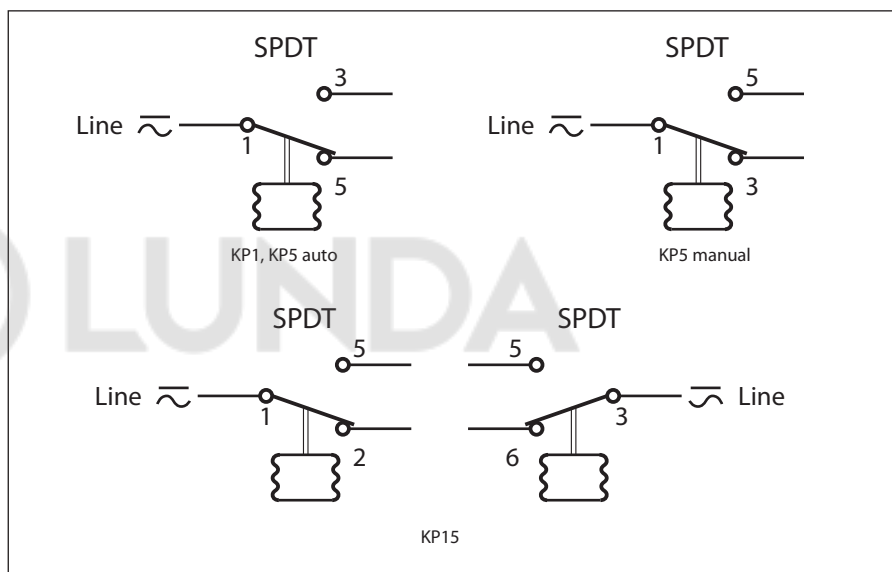 SPDT
3
Line
1
5
KP1, KP5 auto
SPDT
5
Line
1
3
KP5 manual
LUNDA
SPDT
5
Line
1
2
SPDT
5
Line
3
6
KP15